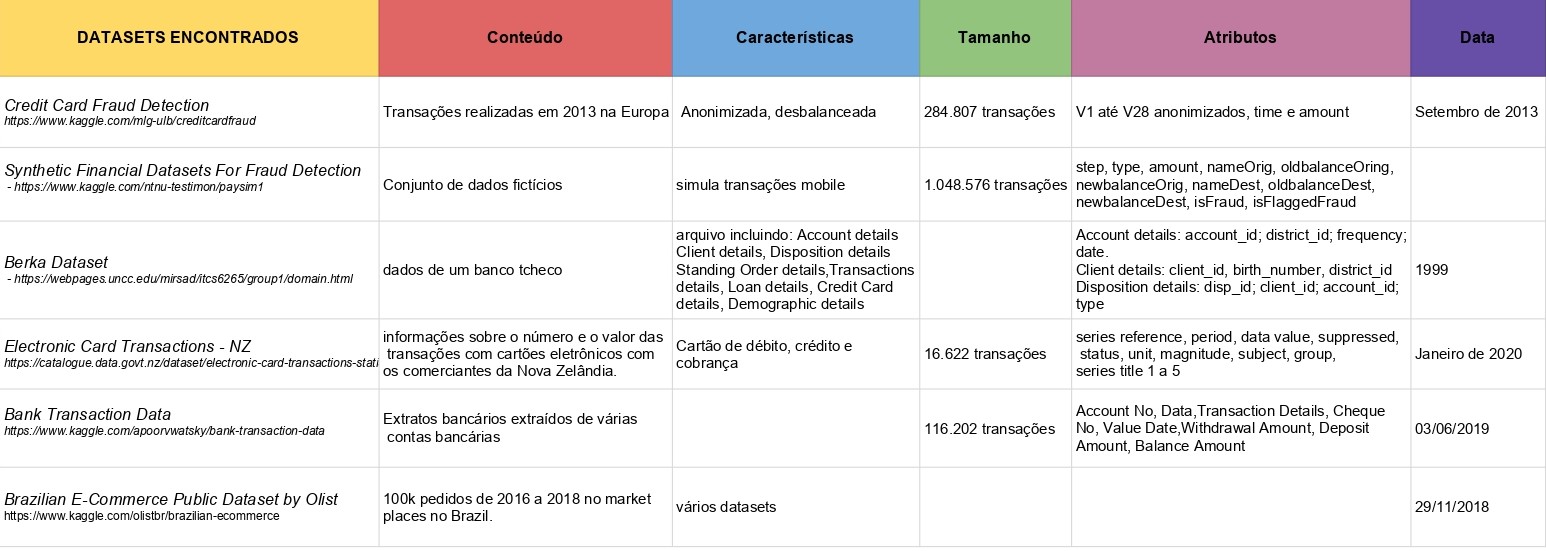 DATASETS ENCONTRADOS
Conteúdo
Características
Tamanho
Atributos
Data
Credit Card Fraud Detection
https://www.kaggle.com/mlg-ulb/creditcardfraud
Transações realizadas em 2013 na Europa
Anonimizada, desbalanceada
284.807 transações
V1 até V28 anonimizados, time e amount
Setembro de 2013
Synthetic Financial Datasets For Fraud Detection
- https://www.kaggle.com/ntnu-testimon/paysim1
Conjunto de dados fictícios
simula transações mobile
1.048.576 transações
step, type, amount, nameOrig, oldbalanceOring,
newbalanceOrig, nameDest, oldbalanceDest,
newbalanceDest, isFraud, isFlaggedFraud
Berka Dataset
- https://webpages.uncc.edu/mirsad/itcs6265/group1/domain.html
dados de um banco tcheco
arquivo incluindo: Account details
Client details, Disposition details
Standing Order details,Transactions
details, Loan details, Credit Card
details, Demographic details
Account details: account_id; district_id; frequency;
date.
Client details: client_id, birth_number, district_id
Disposition details: disp_id; client_id; account_id;
type
1999
Electronic Card Transactions - NZ
https://catalogue.data.govt.nz/dataset/electronic-card-transactions-stati
informações sobre o número e o valor das
transações com cartões eletrônicos com
os comerciantes da Nova Zelândia.
Cartão de débito, crédito e
cobrança
16.622 transações
series reference, period, data value, suppressed,
status, unit, magnitude, subject, group,
series title 1 a 5
Janeiro de 2020
Bank Transaction Data
https://www.kaggle.com/apoorvwatsky/bank-transaction-data
Extratos bancários extraídos de várias
contas bancárias
116.202 transações
Account No, Data,Transaction Details, Cheque
No, Value Date,Withdrawal Amount, Deposit
Amount, Balance Amount
03/06/2019
Brazilian E-Commerce Public Dataset by Olist
https://www.kaggle.com/olistbr/brazilian-ecommerce
100k pedidos de 2016 a 2018 no market
places no Brazil.
vários datasets
29/11/2018